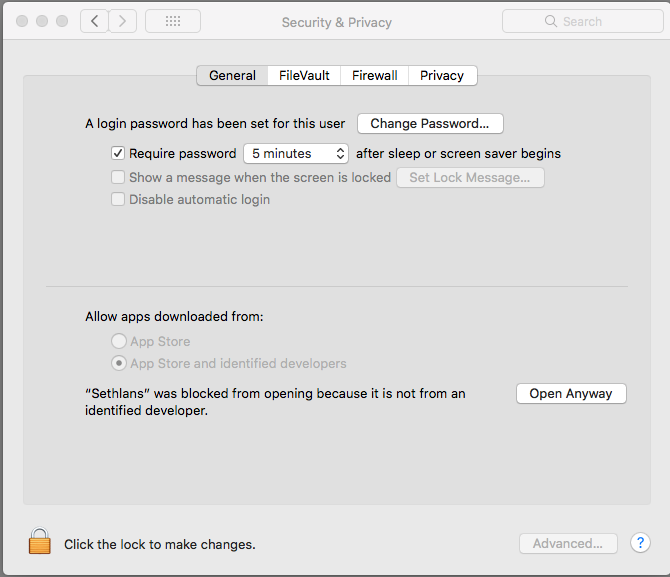 Security & Privacy
Search
General
FileVault
Firewall
Privacy
A login password has been set for this user
Change Password...
Require password
5 minutes
after sleep or screen saver begins
Show a message when the screen is locked
Set Lock Message...
Disable automatic login
Allow apps downloaded from:
App Store
App Store and identified developers
“Sethlans” was blocked from opening because it is not from an
identified developer.
Open Anyway
Click the lock to make changes.
Advanced...
?